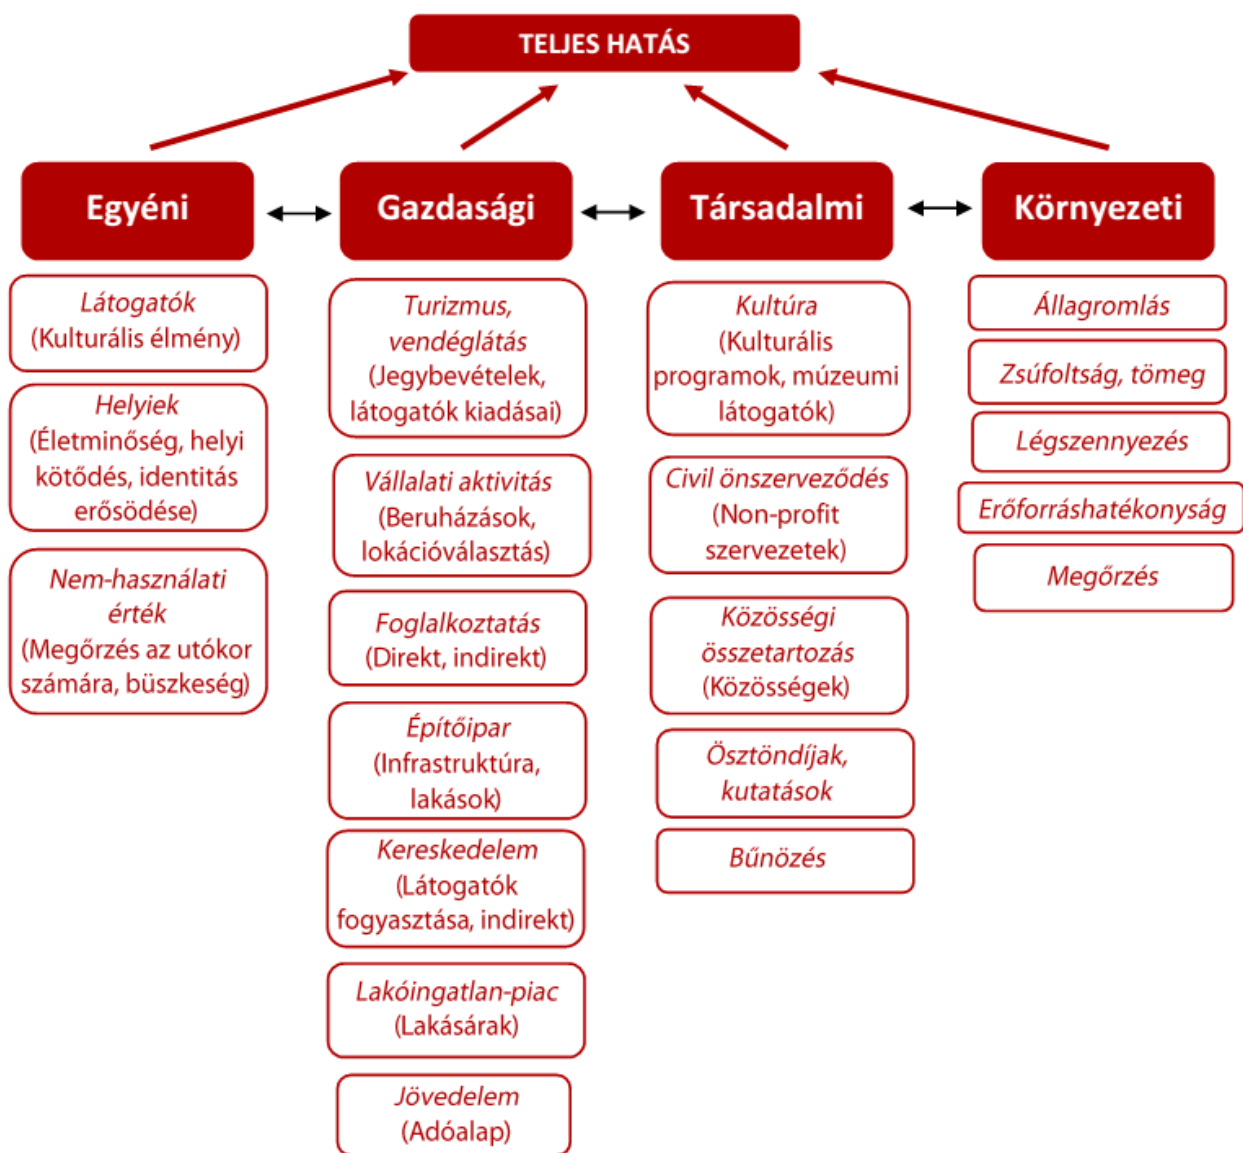 TELJES HATÁS
Egyéni
Gazdasági
Társadalmi
Környezeti
Látogatók
(Kulturális élmény)
Helyiek
(Életminőség, helyi
kötődés, identitás
erősödése)
Nem-használati
érték
(Megőrzés az utókor
számára, büszkeség)
Turizmus,
vendéglátás
(Jegybevételek,
látogatók kiadásai)
Vállalati aktivitás
(Beruházások,
lokációválasztás)
Foglalkoztatás
(Direkt, indirekt)
Építőipar
(Infrastruktúra,
lakások)
Kereskedelem
(Látogatók
fogyasztása, indirekt)
Lakóingatlan-piac
(Lakásárak)
Jövedelem
(Adóalap)
Kultúra
(Kulturális
programok, múzeumi
látogatók)
Civil önszerveződés
(Non-profit
szervezetek)
Közösségi
összetartozás
(Közösségek)
Ösztöndíjak,
kutatások
Bűnözés
Állagromlás
Zsúfoltság, tömeg
Légszennyezés
Erőforráshatékonyság
Megőrzés